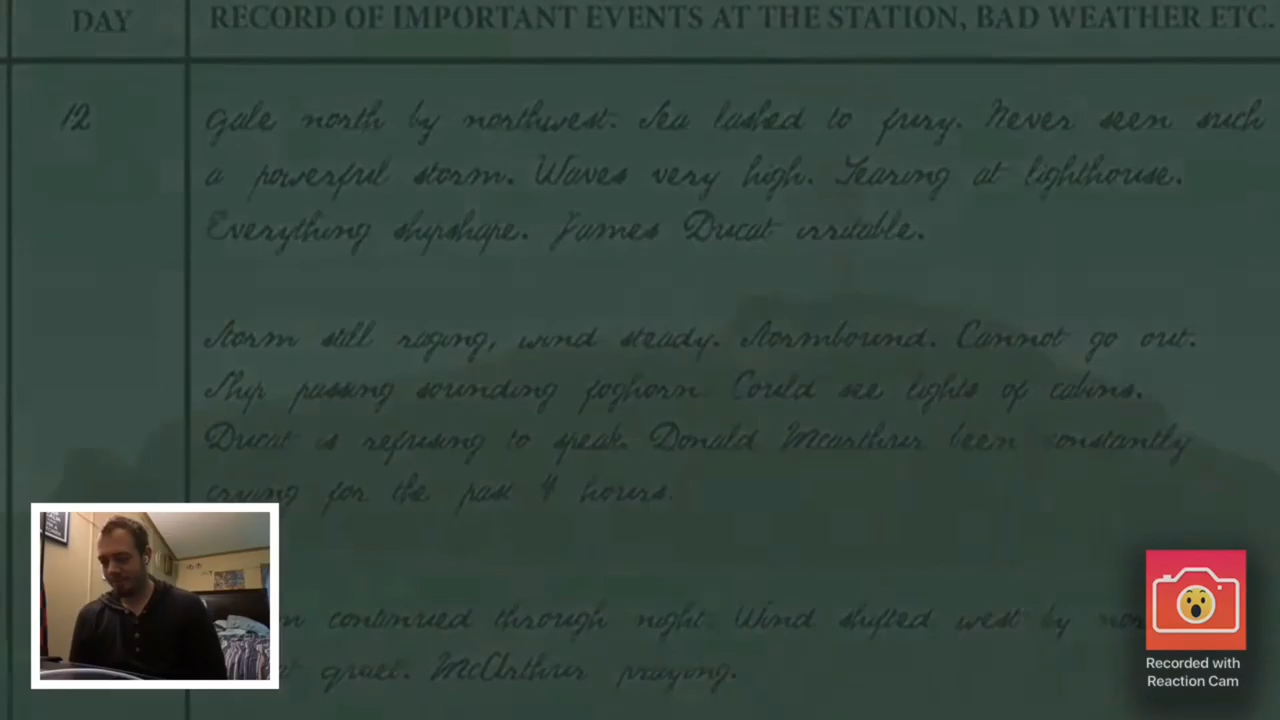 DAY
RECORD OF IMPORTANT EVENTS AT THE STATION, BAD WEATHER ETC.
12
Gale north by northwest. Sea lashed to fury. Never seen such
a powerful storm. Waves very high. Tearing at lighthouse.
Everything shipshape. James Ducat irritable.
Storm still raging, wind steady. Stormbound. Cannot go out.
Ship passing sounding foghorn. Could see lights of cabins.
Ducat is refusing to speak. Donald Mcarthur been constantly
crying for the past 4 hours.
continued through night. Wind shifted west by
gruel. McArthur praying.
Recorded with
Reaction Cam